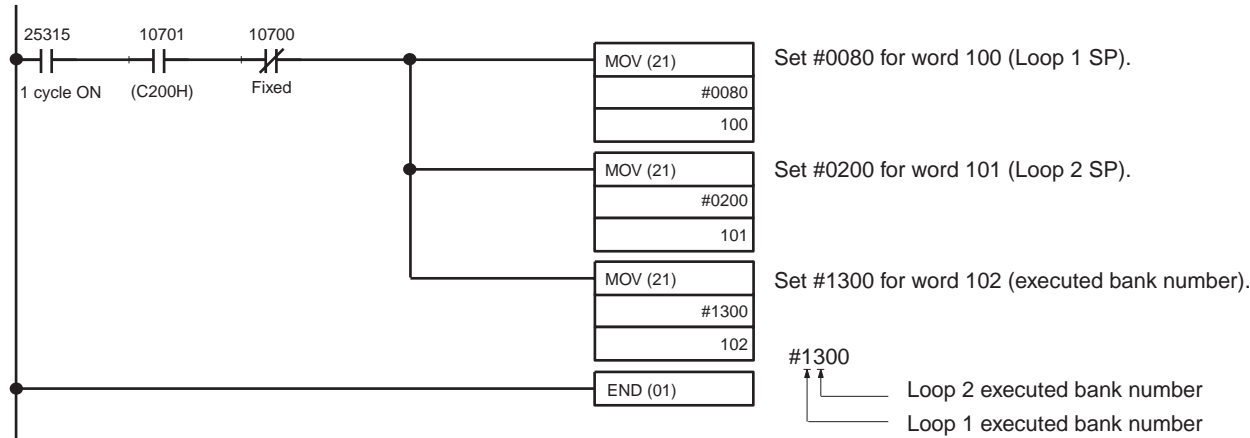 25315 10701 10700
1 cycle ON (C200H) Fixed
MOV (21) Set #0080 for word 100 (Loop 1 SP).
#0080
100
MOV (21) Set #0200 for word 101 (Loop 2 SP).
#0200
101
MOV (21) Set #1300 for word 102 (executed bank number).
#1300
102
#1300
END (01)
Loop 2 executed bank number
Loop 1 executed bank number